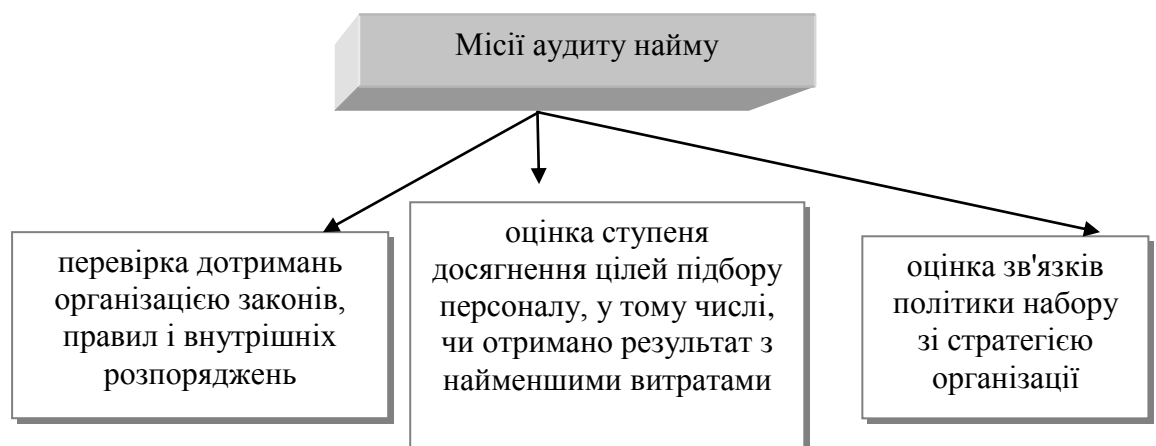 Місії аудиту найму
перевірка дотримань
організацією законів,
правил і внутрішніх
розпоряджень
оцінка ступеня
досягнення цілей підбору
персоналу, у тому числі,
чи отримано результат з
найменшими витратами
оцінка зв'язків
політики набору
зі стратегією
організації